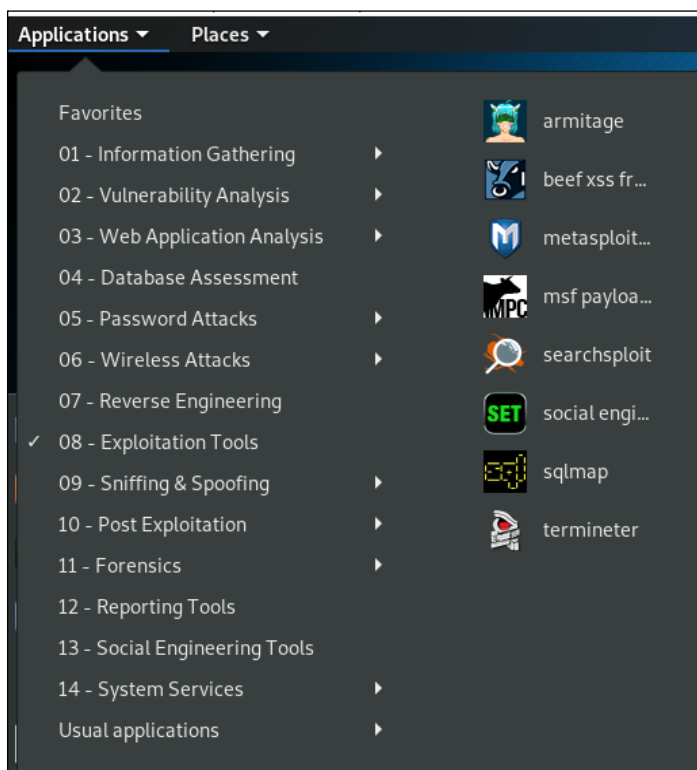 Applications Places
Favorites
01 - Information Gathering
02 - Vulnerability Analysis
03 - Web Application Analysis
04 - Database Assessment
05 - Password Attacks
06 - Wireless Attacks
07 - Reverse Engineering
08 - Exploitation Tools
09 - Sniffing & Spoofing
10 - Post Exploitation
11 - Forensics
12 - Reporting Tools
13 - Social Engineering Tools
14 - System Services
Usual applications
armitage
beef xss fr...
metasploit...
MPC
msf payloa...
searchsploit
SET
social engi...
sql
sqlmap
termineter